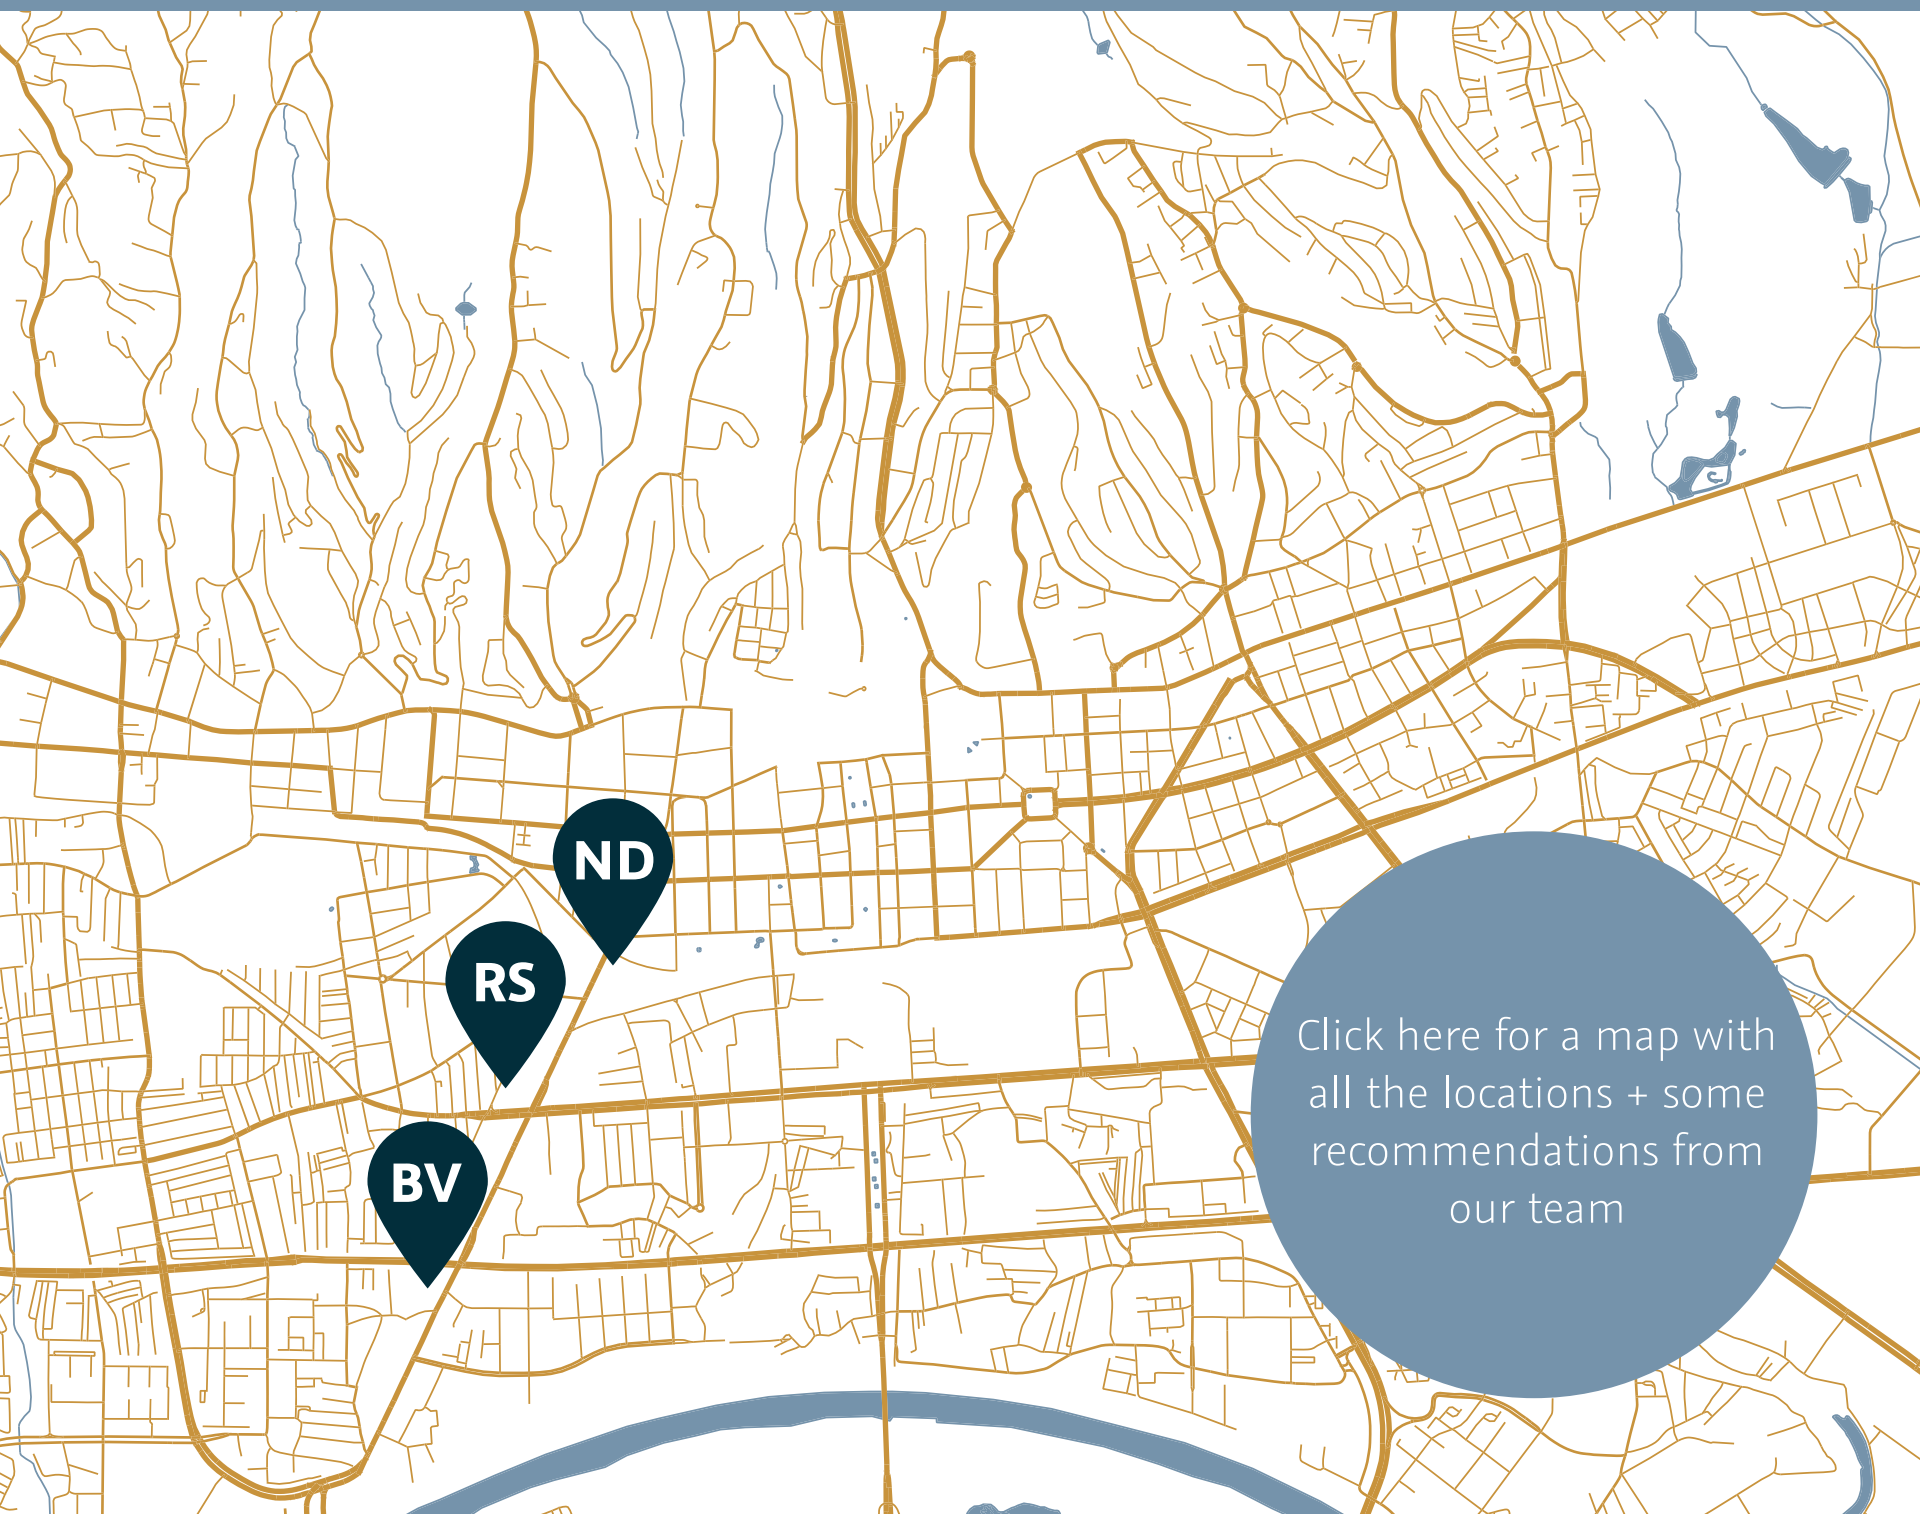 ND
RS
BV
Click here for a map with
all the locations + some
recommendations from
our team